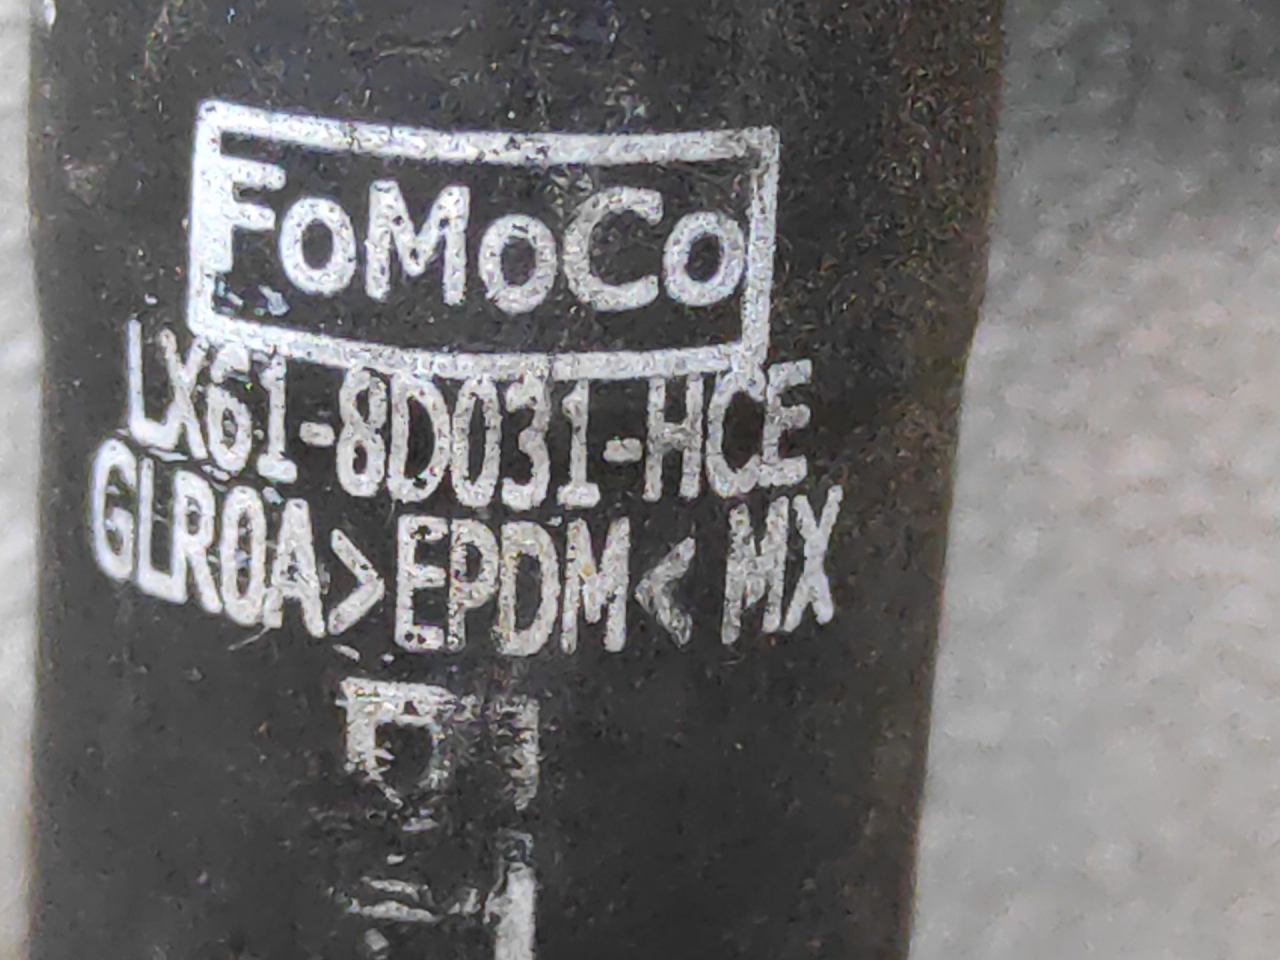 FoMoCo
LX61-8D031-HCE
GLR0A>EPDM< MX